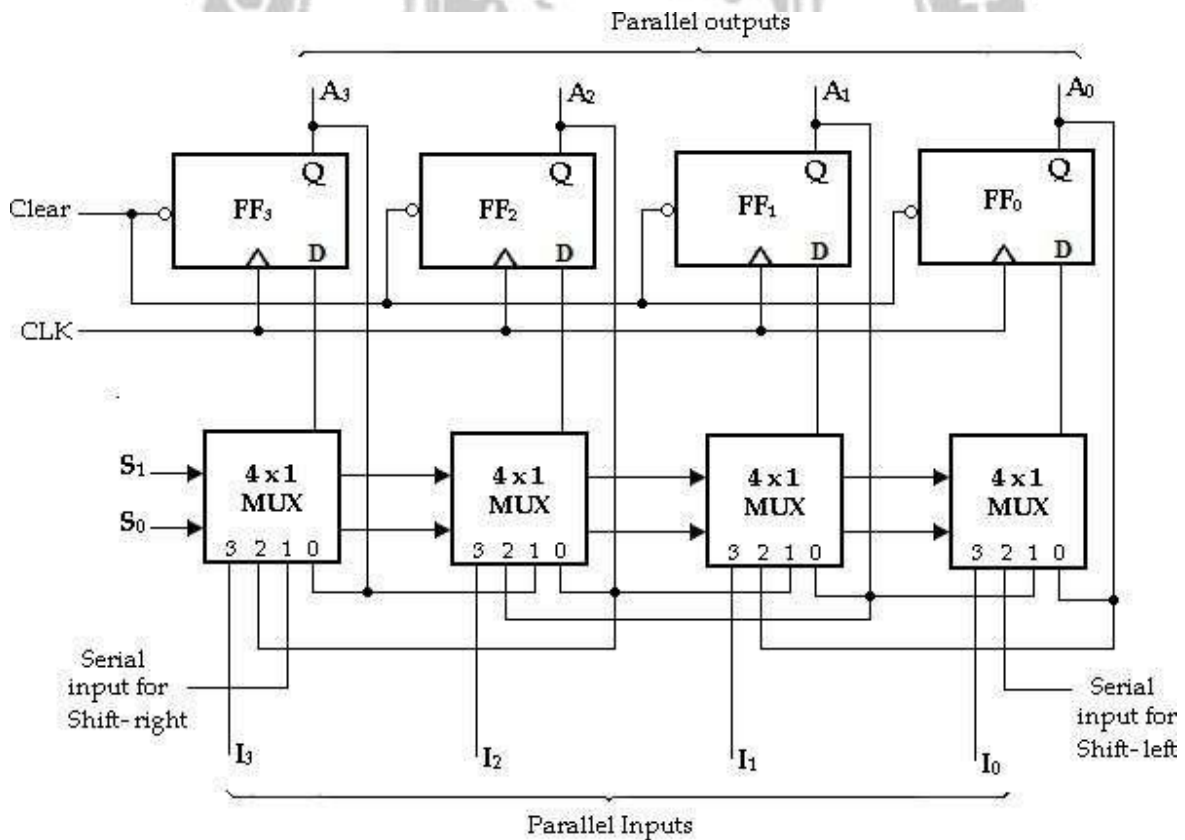 Parallel outputs
A₃ A₂ A₁ A₀
Q Q Q Q
Clear FF₃ FF₂ FF₁ FF₀
D D D D
CLK
S₁ 4 x 1 4 x 1 4 x 1 4 x 1
MUX MUX MUX MUX
S₀
3 2 1 0 3 2 1 0 3 2 1 0 3 2 1 0
Serial
input for
Shift-right
Serial
input for
Shift-left
I₃ I₂ I₁ I₀
Parallel Inputs